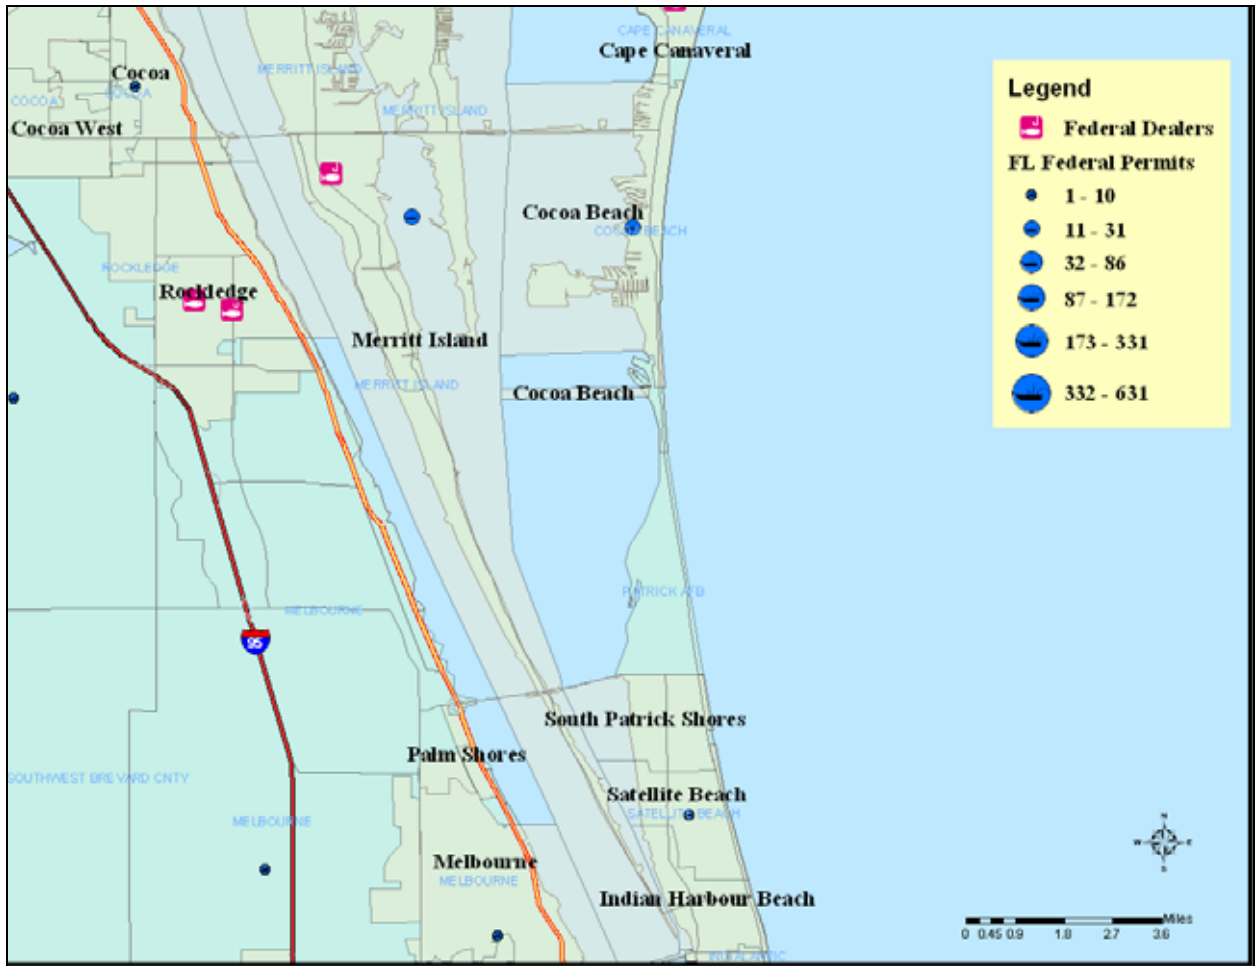 CAPE CANAVERAL
Cape Canaveral
Cocoa
MERRITT ISLAND
COCOA
COCOA
MERRITT ISLAND
Cocoa West
Cocoa Beach
COCOA BEACH
ROCKLEDGE
Rockledge
Merritt Island
MERRITT ISLAND
Cocoa Beach
PATRICK AFB
MELBOURNE
95
South Patrick Shores
Palm Shores
SOUTHWEST BREVARD CNTY
Satellite Beach
SATELLITE BEACH
MELBOURNE
Melbourne
MELBOURNE
Indian Harbour Beach
INDIALANTIC
Legend
Federal Dealers
FL Federal Permits
1 - 10
11 - 31
32 - 86
87 - 172
173 - 331
332 - 631
N
W E
S
Miles
0 0.45 0.9 1.8 2.7 3.6